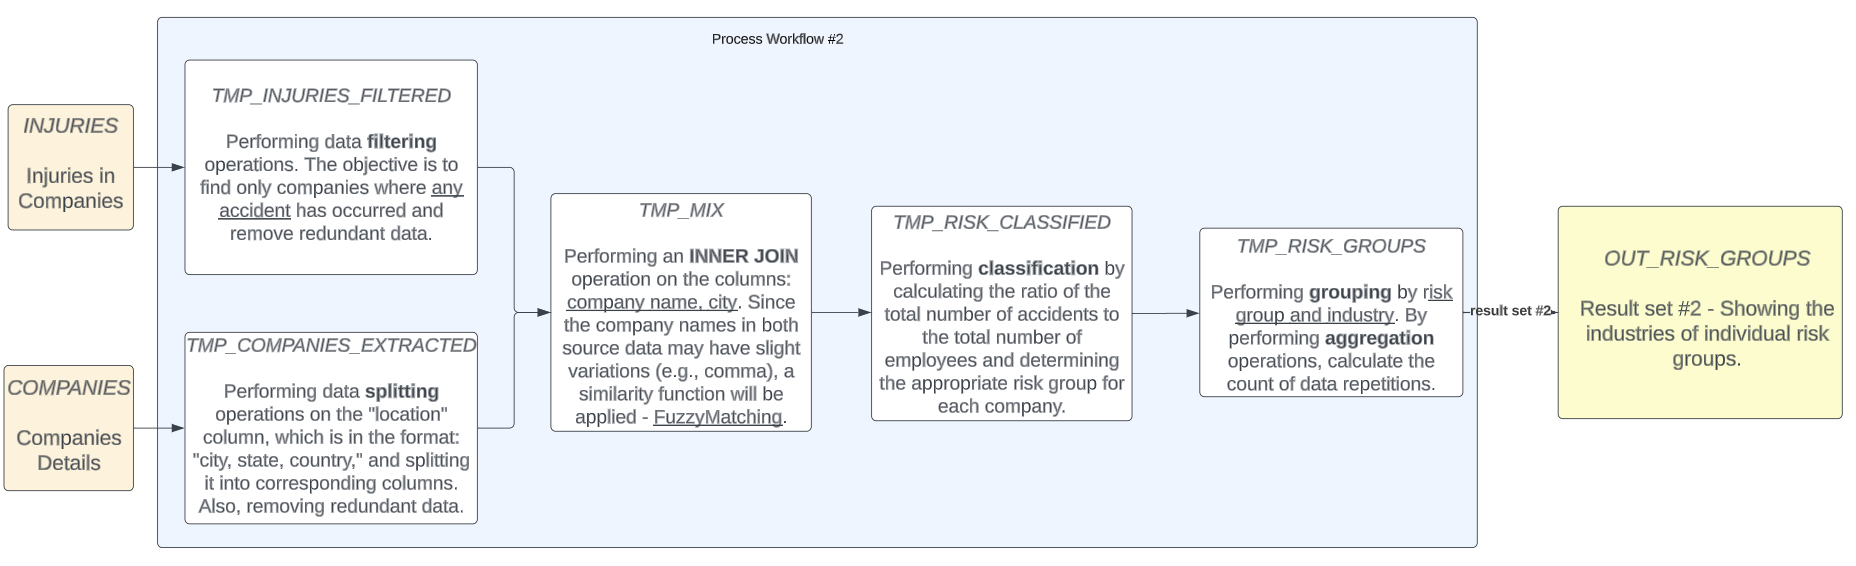 Process Workflow #2
INJURIES
Injuries in
Companies
TMP_INJURIES_FILTERED
Performing data filtering
operations. The objective is to
find only companies where any
accident has occurred and
remove redundant data.
COMPANIES
Companies
Details
TMP_COMPANIES_EXTRACTED
Performing data splitting
operations on the "location"
column, which is in the format:
"city, state, country," and splitting
it into corresponding columns.
Also, removing redundant data.
TMP_MIX
Performing an INNER JOIN
operation on the columns:
company name, city. Since
the company names in both
source data may have slight
variations (e.g., comma), a
similarity function will be
applied - FuzzyMatching.
TMP_RISK_CLASSIFIED
Performing classification by
calculating the ratio of the
total number of accidents to
the total number of
employees and determining
the appropriate risk group for
each company.
TMP_RISK_GROUPS
Performing grouping by risk
group and industry. By
performing aggregation
operations, calculate the
count of data repetitions.
result set #2
OUT_RISK_GROUPS
Result set #2 - Showing the
industries of individual risk
groups.